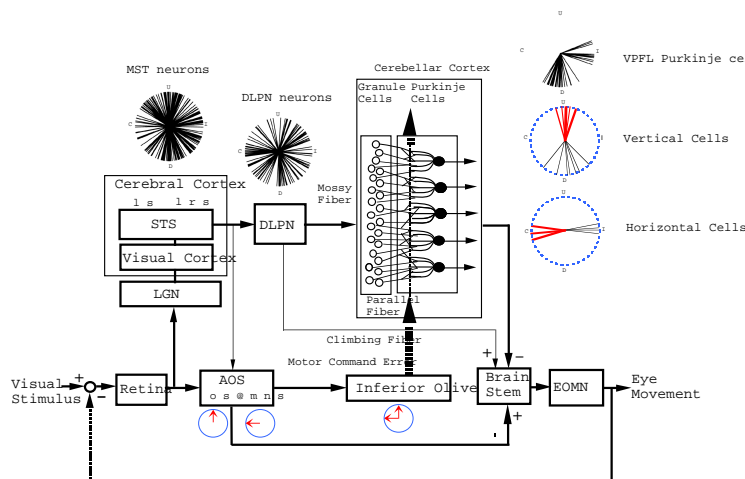 U
C
I
D
VPFL Purkinje ce
Cerebellar Cortex
MST neurons
U
D
Granule Purkinje
Cells Cells
DLPN neurons
U
C
I
D
U
C
I
D
Vertical Cells
Mossy
Fiber
Cerebral Cortex
l s l r s
STS
DLPN
U
C
I
D
Horizontal Cells
Visual Cortex
LGN
Parallel
Fiber
Climbing Fiber
Motor Command Error
+
−
Visual
Stimulus
+
−
Retina
AOS
o s @ m n s
Inferior Olive
Brain
Stem
EOMN
Eye
Movement
+